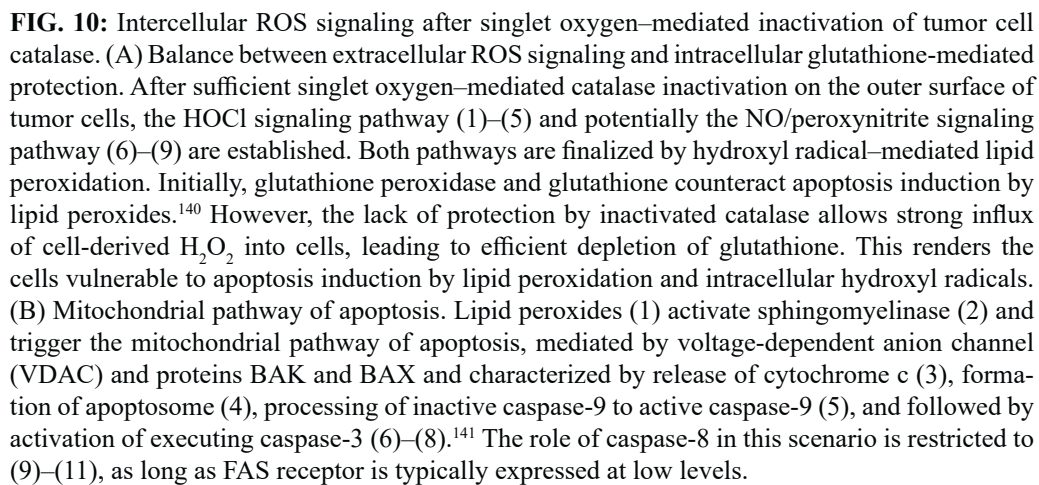 FIG. 10: Intercellular ROS signaling after singlet oxygen–mediated inactivation of tumor cell
catalase. (A) Balance between extracellular ROS signaling and intracellular glutathione-mediated
protection. After sufficient singlet oxygen–mediated catalase inactivation on the outer surface of
tumor cells, the HOCl signaling pathway (1)–(5) and potentially the NO/peroxynitrite signaling
pathway (6)–(9) are established. Both pathways are finalized by hydroxyl radical–mediated lipid
peroxidation. Initially, glutathione peroxidase and glutathione counteract apoptosis induction by
lipid peroxides.¹⁴⁰ However, the lack of protection by inactivated catalase allows strong influx
of cell-derived H₂O₂ into cells, leading to efficient depletion of glutathione. This renders the
cells vulnerable to apoptosis induction by lipid peroxidation and intracellular hydroxyl radicals.
(B) Mitochondrial pathway of apoptosis. Lipid peroxides (1) activate sphingomyelinase (2) and
trigger the mitochondrial pathway of apoptosis, mediated by voltage-dependent anion channel
(VDAC) and proteins BAK and BAX and characterized by release of cytochrome c (3), forma-
tion of apoptosome (4), processing of inactive caspase-9 to active caspase-9 (5), and followed by
activation of executing caspase-3 (6)–(8).¹⁴¹ The role of caspase-8 in this scenario is restricted to
(9)–(11), as long as FAS receptor is typically expressed at low levels.